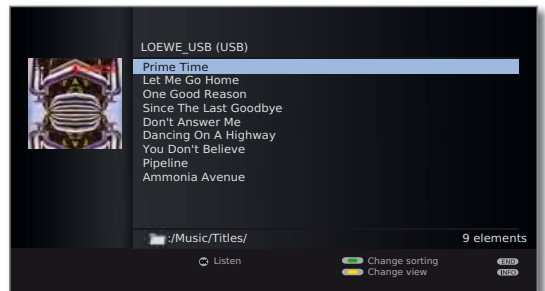 LOEWE_USB (USB)
Prime Time
Let Me Go Home
One Good Reason
Since The Last Goodbye
Don't Answer Me
Dancing On A Highway
You Don't Believe
Pipeline
Ammonia Avenue
:/Music/Titles/ 9 elements
OK Listen
Change sorting END
Change view INFO